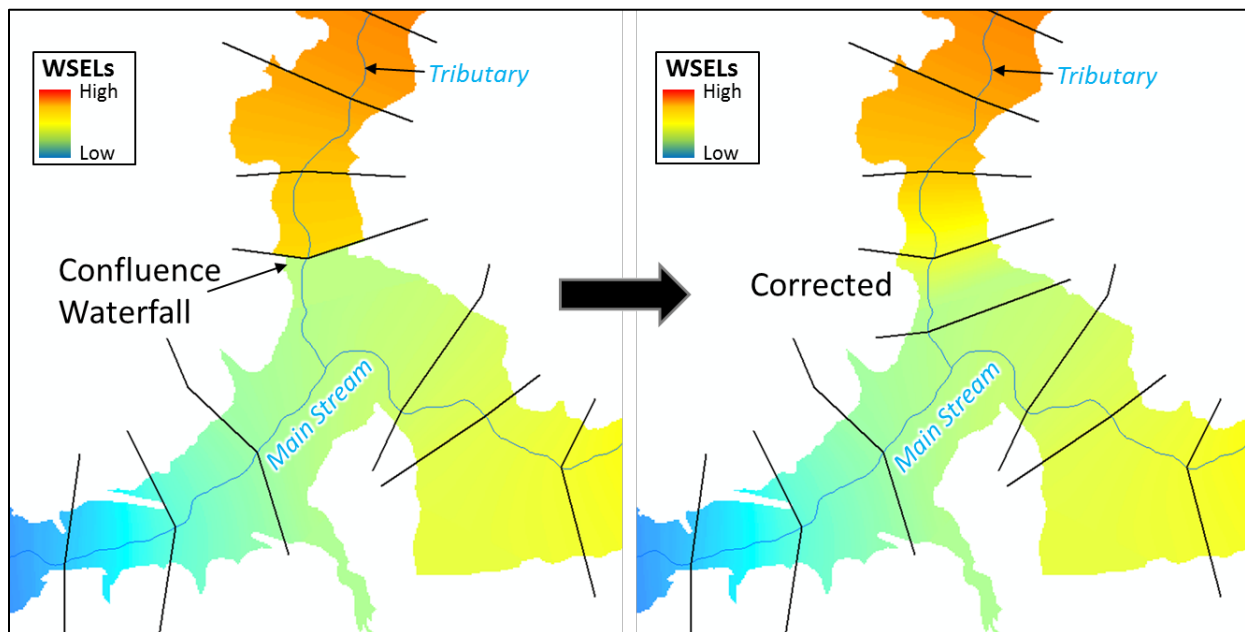 WSELs
High
Low
Tributary
Confluence
Waterfall
Main Stream
WSELs
High
Low
Tributary
Corrected
Main Stream